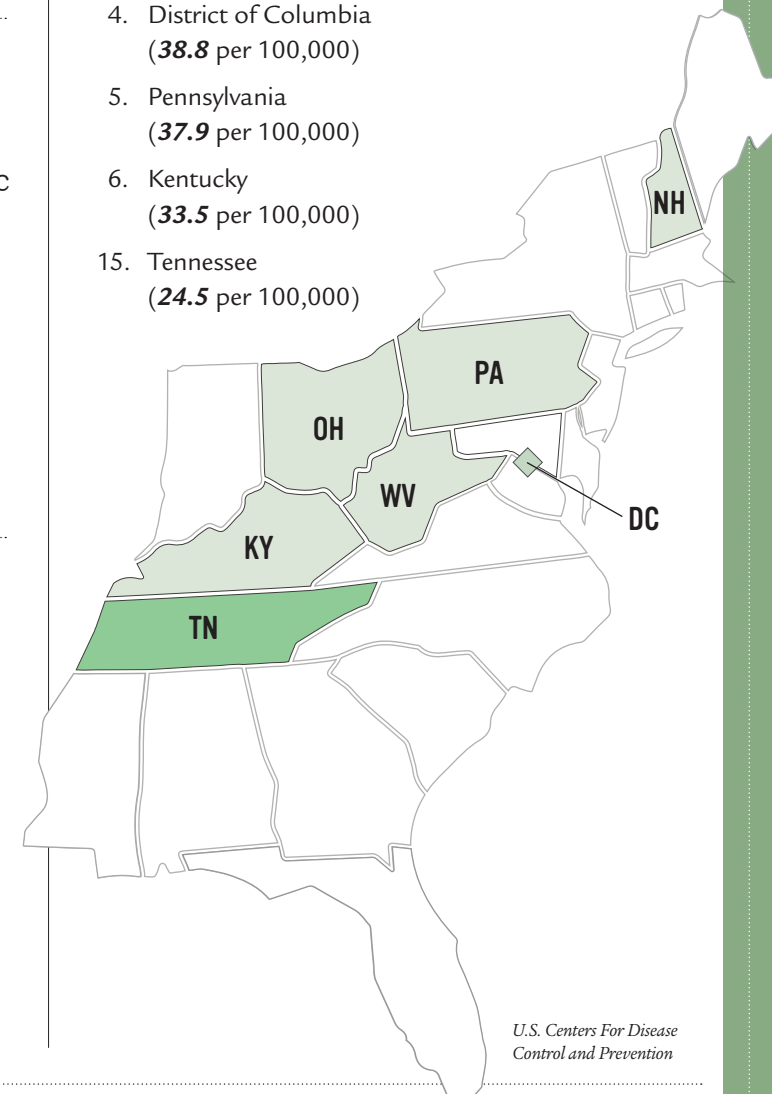 4. District of Columbia
(38.8 per 100,000)
5. Pennsylvania
(37.9 per 100,000)
C
6. Kentucky
(33.5 per 100,000)
15. Tennessee
(24.5 per 100,000)
NH
PA
OH
WV
DC
KY
TN
U.S. Centers For Disease
Control and Prevention